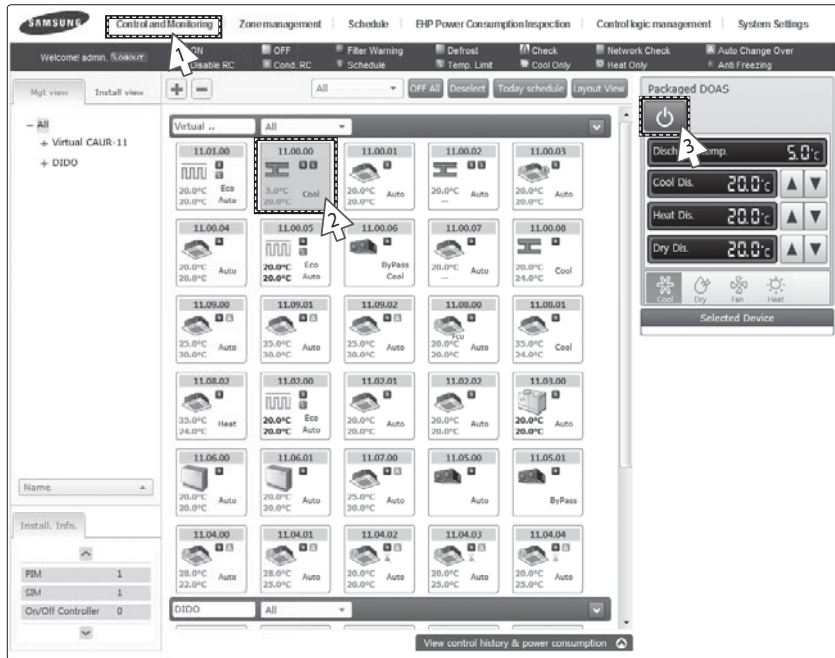 SAMSUNG Control and Monitoring Zone management Schedule EHP Power Consumption Inspection Control logic management System Settings
1
Welcome! admin. Logout ON OFF Filter Warning Defrost Check Network Check Auto Change Over
Disable RC Cond. RC Schedule Temp. Limit Cool Only Heat Only Anti Freezing
Mgt view Install view All OFF All Deselect Today schedule Layout View Packaged DOAS
3
– All
+ Virtual CAUR-11
+ DIDO
Virtual .. All
11.01.00 11.00.00 11.00.01 11.00.02 11.00.03
20.0°C Eco 5.0°C Cool 20.0°C Auto 20.0°C Auto 20.0°C Auto
20.0°C Auto 20.0°C 20.0°C -- 20.0°C
2
11.00.04 11.00.05 11.00.06 11.00.07 11.00.08
20.0°C Auto 20.0°C Eco ByPass 20.0°C Auto 20.0°C Cool
20.0°C 20.0°C Auto Cool -- 24.0°C
11.09.00 11.09.01 11.09.02 11.08.00 11.08.01
FCU
25.0°C Auto 25.0°C Auto 25.0°C Auto 20.0°C Auto 35.0°C Cool
30.0°C 30.0°C 30.0°C 20.0°C 24.0°C
11.08.02 11.02.00 11.02.01 11.02.02 11.03.00
35.0°C Heat 20.0°C Eco 20.0°C Auto 20.0°C Auto 20.0°C Auto
24.0°C 20.0°C Auto 20.0°C 20.0°C 20.0°C
11.06.00 11.06.01 11.07.00 11.05.00 11.05.01
20.0°C Auto 20.0°C Auto 25.0°C Auto Auto ByPass
20.0°C 20.0°C 30.0°C
11.04.00 11.04.01 11.04.02 11.04.03 11.04.04
28.0°C Auto 28.0°C Auto 20.0°C Auto 20.0°C Auto 20.0°C Auto
22.0°C 25.0°C 20.0°C 25.0°C 25.0°C
DIDO All
View control history & power consumption
Name
Install. Info.
PIM 1
SIM 1
On/Off Controller 0
Temp. 5.0°c
Cool Dis. 20.0°c
Heat Dis. 20.0°c
Dry Dis. 20.0°c
Cool Dry Fan Heat
Selected Device